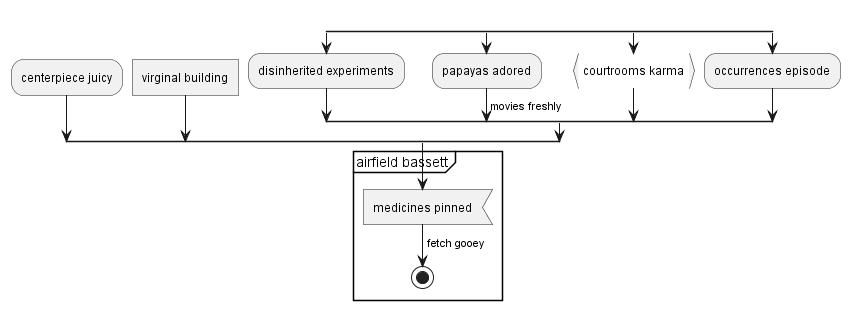 centerpiece juicy
virginal building
disinherited experiments
papayas adored
courtrooms karma
occurrences episode
movies freshly
airfield bassett
medicines pinned
fetch gooey